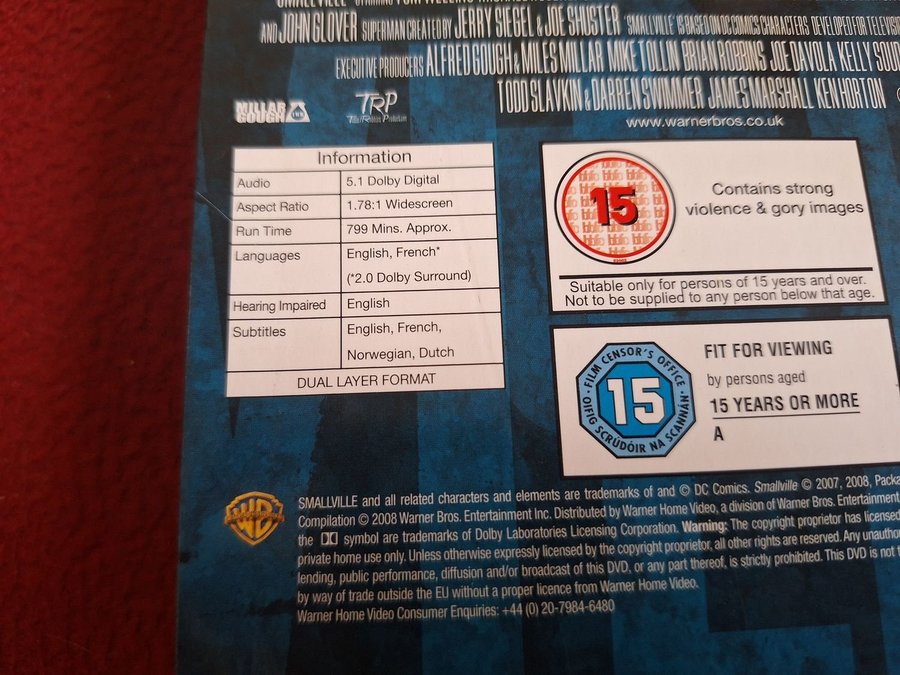 AND JOHN GLOVER SUPERMAN CREATED BY JERRY SIEGEL & JOE SHUSTER "SMALLVILLE" IS BASED ON DC COMICS CHARACTERS DEVELOPED FOR
EXECUTIVE PRODUCERS ALFRED GOUGH & MILES MILLAR MIKE TOLLIN BRIAN ROBBINS JOE DAVOLA KELLY
TODD SLAVKIN & DARREN SWIMMER JAMES MARSHALL KEN HORTON
MILLAR
GOUGH
TRP
Tollin/Robbins Productions
www.warnerbros.co.uk
Information
Audio 5.1 Dolby Digital
Aspect Ratio 1.78:1 Widescreen
Run Time 799 Mins. Approx.
Languages English, French*
(*2.0 Dolby Surround)
Hearing Impaired English
Subtitles English, French,
Norwegian, Dutch
DUAL LAYER FORMAT
15
Contains strong
violence & gory images
Suitable only for persons of 15 years and over.
Not to be supplied to any person below that age.
FILM CENSOR'S OFFICE
15
OIFIG SCRÚDÓIR NA SCANNÁN
FIT FOR VIEWING
by persons aged
15 YEARS OR MORE
A
WB
SMALLVILLE and all related characters and elements are trademarks of and © DC Comics. Smallville © 2007, 2008, Packa
Compilation © 2008 Warner Bros. Entertainment Inc. Distributed by Warner Home Video, a division of Warner Bros. Entertainment
the symbol are trademarks of Dolby Laboratories Licensing Corporation. Warning: The copyright proprietor has licensed
private home use only. Unless otherwise expressly licensed by the copyright proprietor, all other rights are reserved. Any unautho
lending, public performance, diffusion and/or broadcast of this DVD, or any part thereof, is strictly prohibited. This DVD is not
by way of trade outside the EU without a proper licence from Warner Home Video.
Warner Home Video Consumer Enquiries: +44 (0) 20-7984-6480